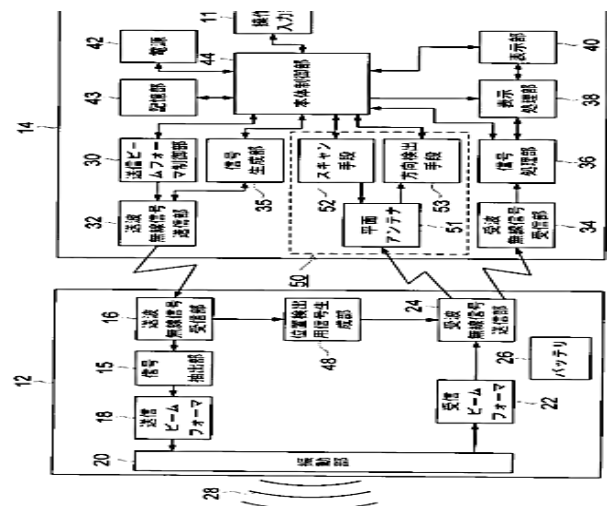 14
42
電源
43
記憶部
30
送信ビー
ムフォー
マ制御部
32
送波
無線信号
送信部
11
操作
入力
44
本体制御部
信号
生成部
35
スキャン
手段
52
方向検出
手段
53
平面
アンテナ
51
50
表示部
40
表示
処理部
38
信号
処理部
36
受波
無線信号
受信部
34
12
16
送波
無線信号
受信部
15
信号
抽出部
18
送信
ビーム
フォーマ
20
振動部
28
位置検出
用信号生
成部
48
24
受波
無線信号
送信部
26
バッテリ
受信
ビーム
フォーマ
22